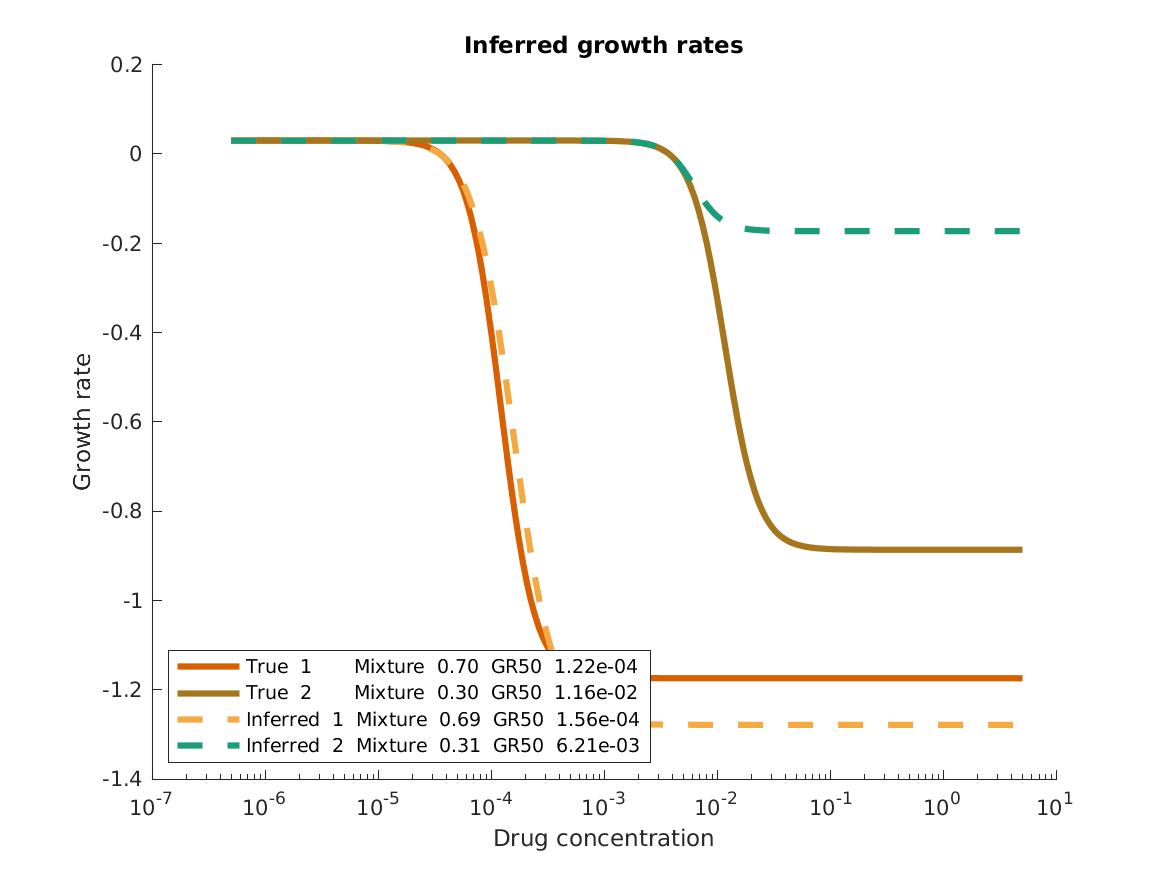 Inferred growth rates
0.2
0
-0.2
-0.4
-0.6
-0.8
-1
-1.2
-1.4
Growth rate
True 1 Mixture 0.70 GR50 1.22e-04
True 2 Mixture 0.30 GR50 1.16e-02
Inferred 1 Mixture 0.69 GR50 1.56e-04
Inferred 2 Mixture 0.31 GR50 6.21e-03
10^-7 10^-6 10^-5 10^-4 10^-3 10^-2 10^-1 10^0 10^1
Drug concentration